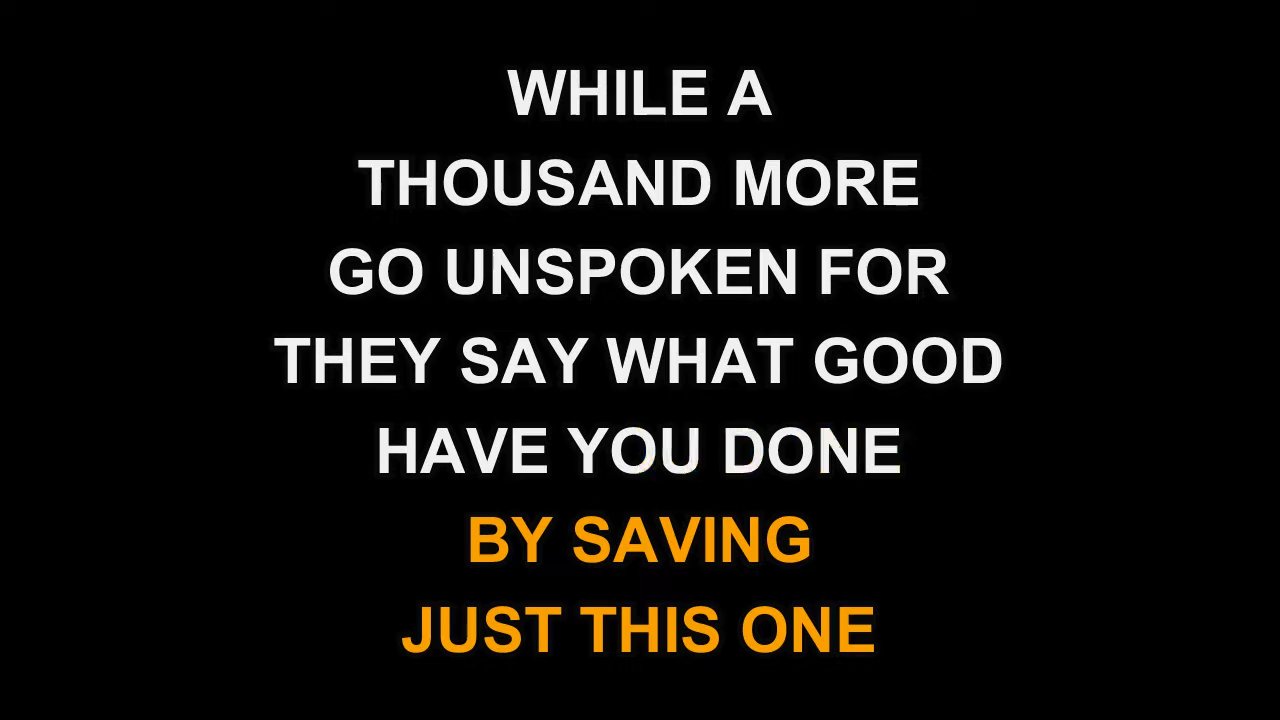 WHILE A
THOUSAND MORE
GO UNSPOKEN FOR
THEY SAY WHAT GOOD
HAVE YOU DONE
BY SAVING
JUST THIS ONE